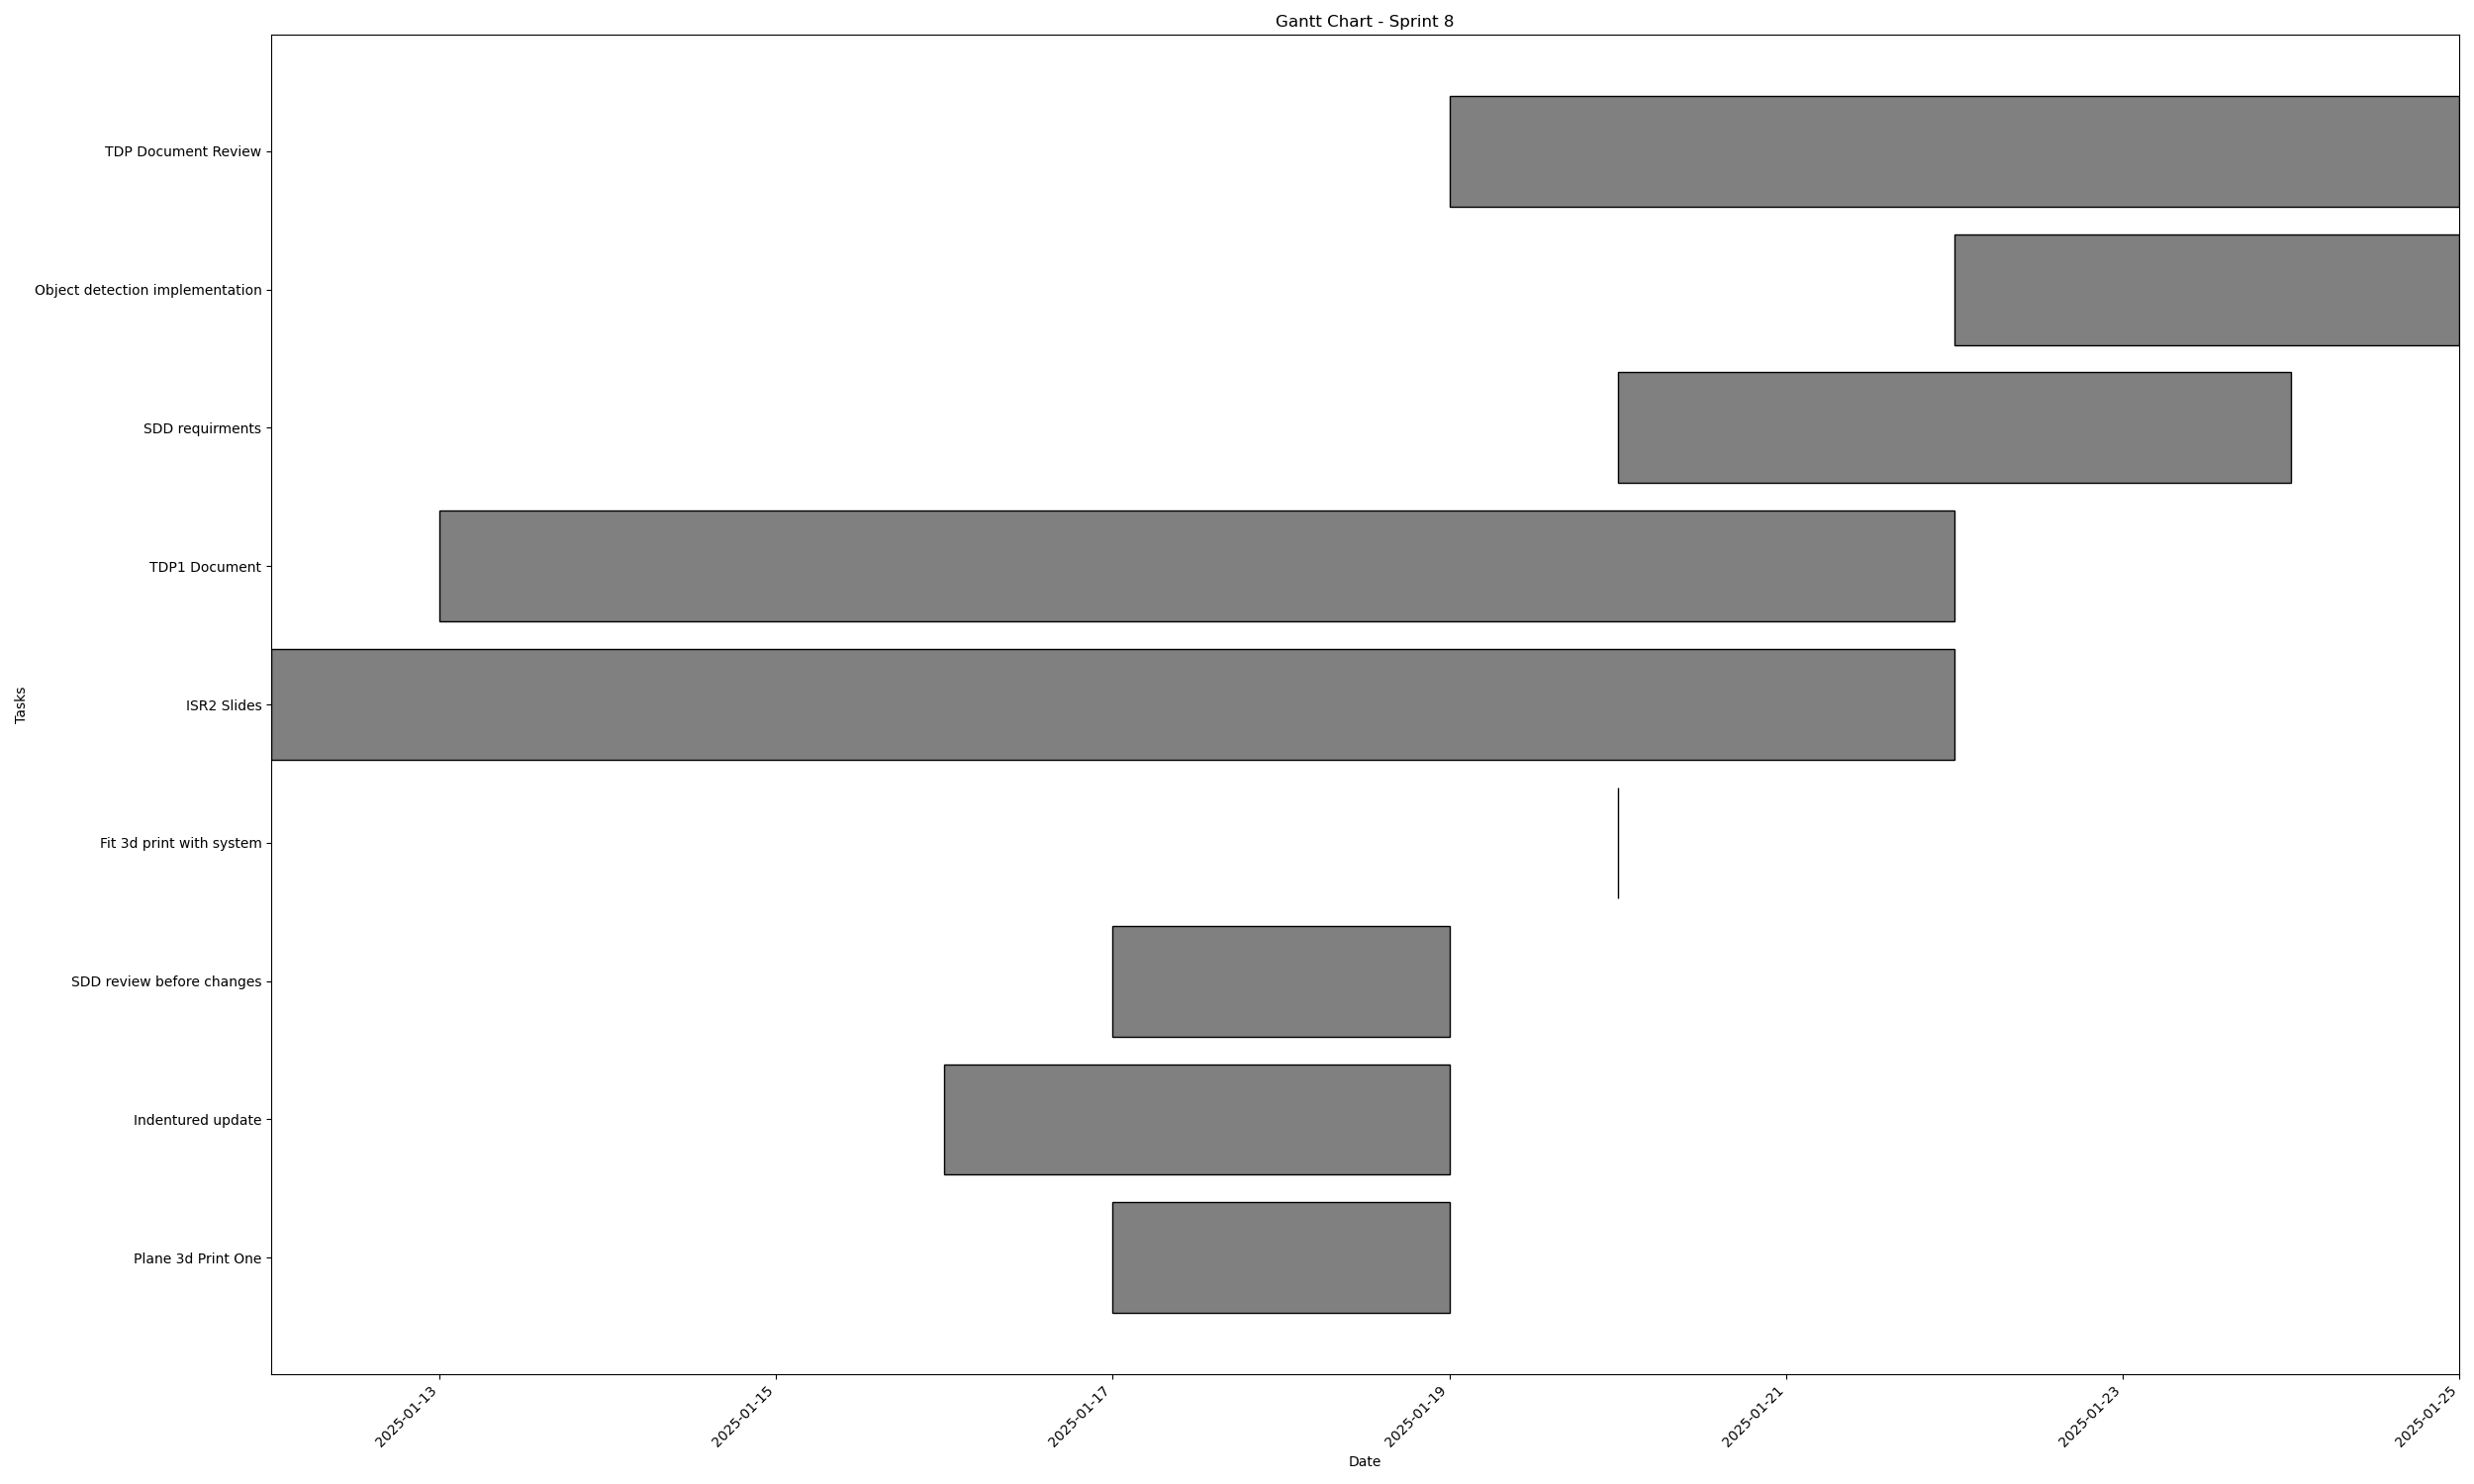 Gantt Chart - Sprint 8
TDP Document Review
Object detection implementation
SDD requirments
TDP1 Document
ISR2 Slides
Fit 3d print with system
SDD review before changes
Indentured update
Plane 3d Print One
Tasks
2025-01-13
2025-01-15
2025-01-17
2025-01-19
2025-01-21
2025-01-23
2025-01-25
Date